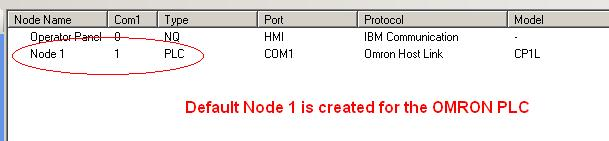 Node Name Com1 Type Port Protocol Model
Operator Panel 0 NQ HMI IBM Communication -
Node 1 1 PLC COM1 Omron Host Link CP1L
Default Node 1 is created for the OMRON PLC